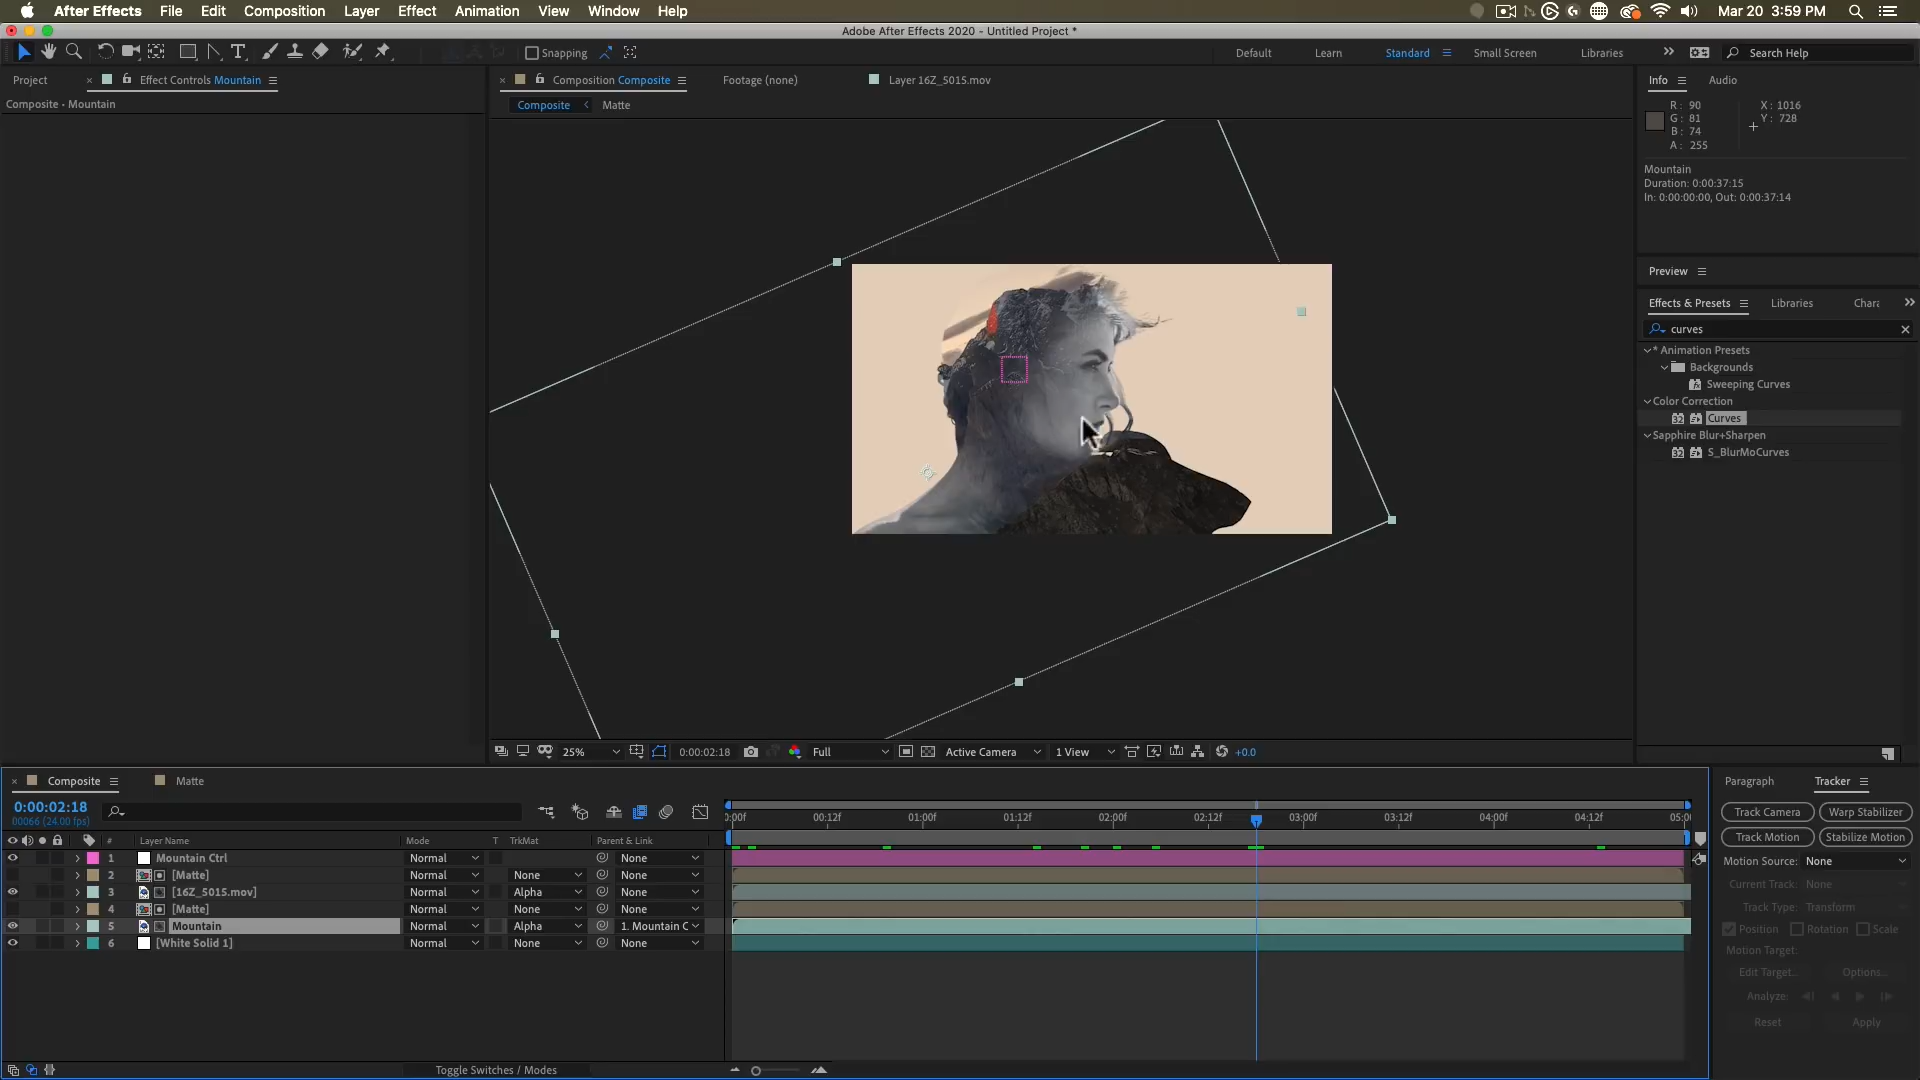 After Effects File Edit Composition Layer Effect Animation View Window Help Mar 20 3:59 PM
Adobe After Effects 2020 - Untitled Project *
Snapping Default Learn Standard Small Screen Libraries Search Help
Project Effect Controls Mountain Composition Composite Footage (none) Layer 16Z_5015.mov Info Audio
Composite • Mountain Composite Matte
R: 90 X: 1016
G: 81 Y: 728
B: 74
A: 255
Mountain
Duration: 0:00:37:15
In: 0:00:00:00, Out: 0:00:37:14
Preview
Effects & Presets Libraries Chara
curves
* Animation Presets
Backgrounds
Sweeping Curves
Color Correction
32 Curves
Sapphire Blur+Sharpen
32 S_BlurMoCurves
25% 0:00:02:18 Full Active Camera 1 View +0.0
Composite Matte Paragraph Tracker
0:00:02:18
00066 (24.00 fps)
0:00f 00:12f 01:00f 01:12f 02:00f 02:12f 03:00f 03:12f 04:00f 04:12f 05:0
# Layer Name Mode T TrkMat Parent & Link
1 Mountain Ctrl Normal None
2 [Matte] Normal None None
3 [16Z_5015.mov] Normal Alpha None
4 [Matte] Normal None None
5 Mountain Normal Alpha 1. Mountain C
6 [White Solid 1] Normal None None
Track Camera Warp Stabilizer
Track Motion Stabilize Motion
Motion Source: None
Current Track: None
Track Type: Transform
Position Rotation Scale
Motion Target:
Edit Target... Options...
Analyze:
Reset Apply
Toggle Switches / Modes